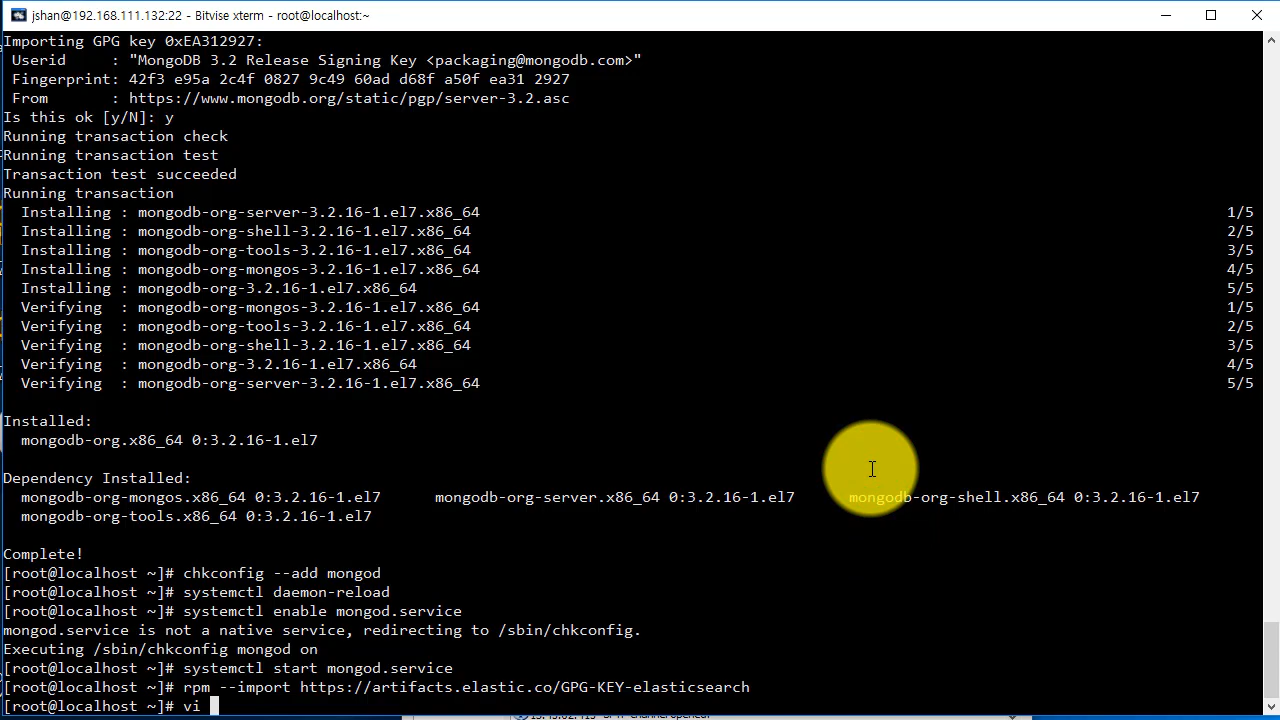 jshan@192.168.111.132:22 - Bitvise xterm - root@localhost:~
Importing GPG key 0xEA312927:
Userid     : "MongoDB 3.2 Release Signing Key <packaging@mongodb.com>"
Fingerprint: 42f3 e95a 2c4f 0827 9c49 60ad d68f a50f ea31 2927
From       : https://www.mongodb.org/static/pgp/server-3.2.asc
Is this ok [y/N]: y
Running transaction check
Running transaction test
Transaction test succeeded
Running transaction
Installing : mongodb-org-server-3.2.16-1.el7.x86_64 1/5
Installing : mongodb-org-shell-3.2.16-1.el7.x86_64 2/5
Installing : mongodb-org-tools-3.2.16-1.el7.x86_64 3/5
Installing : mongodb-org-mongos-3.2.16-1.el7.x86_64 4/5
Installing : mongodb-org-3.2.16-1.el7.x86_64 5/5
Verifying  : mongodb-org-mongos-3.2.16-1.el7.x86_64 1/5
Verifying  : mongodb-org-tools-3.2.16-1.el7.x86_64 2/5
Verifying  : mongodb-org-shell-3.2.16-1.el7.x86_64 3/5
Verifying  : mongodb-org-3.2.16-1.el7.x86_64 4/5
Verifying  : mongodb-org-server-3.2.16-1.el7.x86_64 5/5
Installed:
mongodb-org.x86_64 0:3.2.16-1.el7
Dependency Installed:
mongodb-org-mongos.x86_64 0:3.2.16-1.el7 mongodb-org-server.x86_64 0:3.2.16-1.el7 mongodb-org-shell.x86_64 0:3.2.16-1.el7
mongodb-org-tools.x86_64 0:3.2.16-1.el7
Complete!
[root@localhost ~]# chkconfig --add mongod
[root@localhost ~]# systemctl daemon-reload
[root@localhost ~]# systemctl enable mongod.service
mongod.service is not a native service, redirecting to /sbin/chkconfig.
Executing /sbin/chkconfig mongod on
[root@localhost ~]# systemctl start mongod.service
[root@localhost ~]# rpm --import https://artifacts.elastic.co/GPG-KEY-elasticsearch
[root@localhost ~]# vi